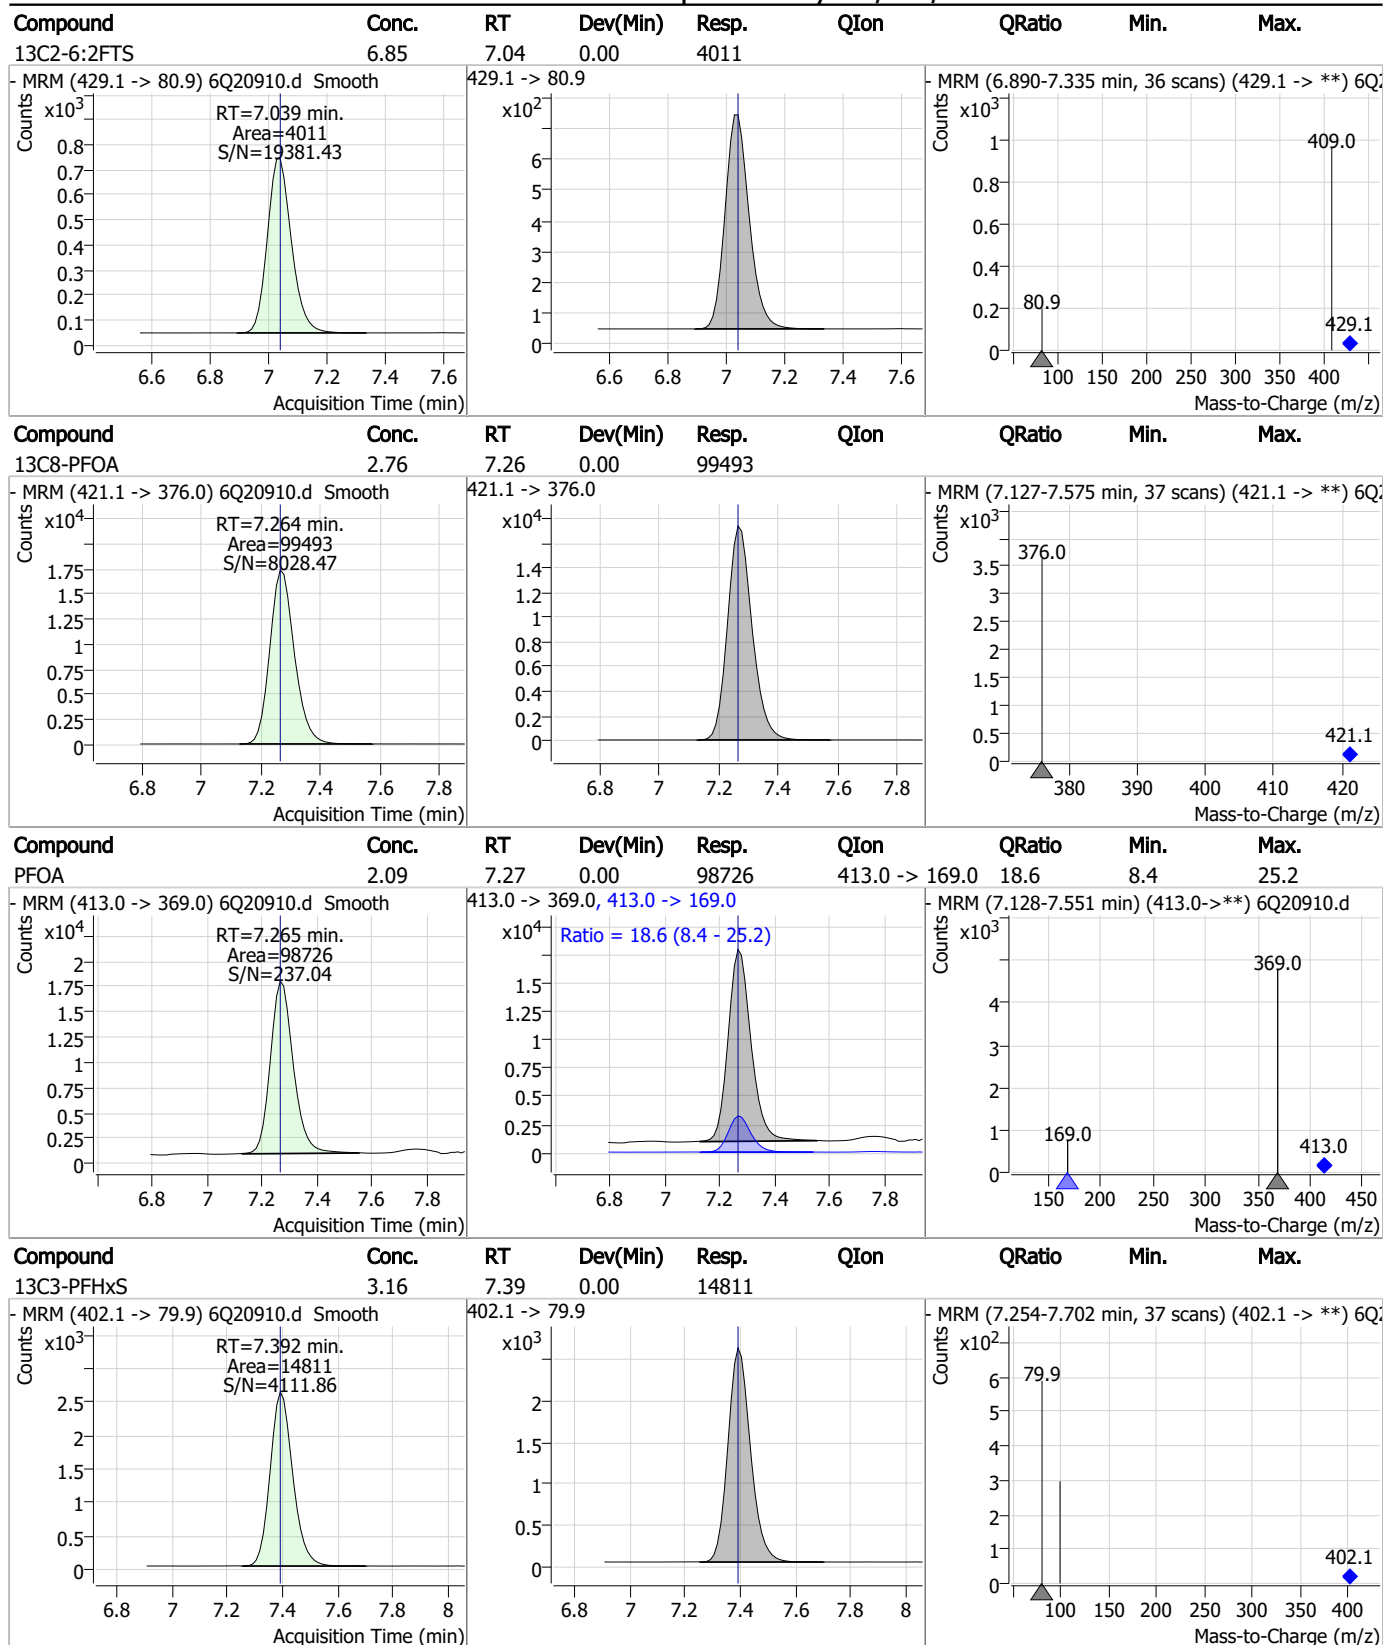 Compound Conc. RT Dev(Min) Resp. QIon QRatio Min. Max.
13C2-6:2FTS 6.85 7.04 0.00 4011
- MRM (429.1 -> 80.9) 6Q20910.d Smooth
Counts
x10³
RT=7.039 min.
Area=4011
S/N=19381.43
0.8
0.7
0.6
0.5
0.4
0.3
0.2
0.1
0
6.6 6.8 7 7.2 7.4 7.6
Acquisition Time (min)
429.1 -> 80.9
x10²
6
5
4
3
2
1
0
6.6 6.8 7 7.2 7.4 7.6
- MRM (6.890-7.335 min, 36 scans) (429.1 -> **) 6Q2
Counts
x10³
1
0.8
0.6
0.4
0.2
0
409.0
80.9
429.1
100 150 200 250 300 350 400
Mass-to-Charge (m/z)
Compound Conc. RT Dev(Min) Resp. QIon QRatio Min. Max.
13C8-PFOA 2.76 7.26 0.00 99493
- MRM (421.1 -> 376.0) 6Q20910.d Smooth
Counts
x10⁴
RT=7.264 min.
Area=99493
S/N=8028.47
1.75
1.5
1.25
1
0.75
0.5
0.25
0
6.8 7 7.2 7.4 7.6 7.8
Acquisition Time (min)
421.1 -> 376.0
x10⁴
1.4
1.2
1
0.8
0.6
0.4
0.2
0
6.8 7 7.2 7.4 7.6 7.8
- MRM (7.127-7.575 min, 37 scans) (421.1 -> **) 6Q2
Counts
x10³
376.0
3.5
3
2.5
2
1.5
1
0.5
0
421.1
380 390 400 410 420
Mass-to-Charge (m/z)
Compound Conc. RT Dev(Min) Resp. QIon QRatio Min. Max.
PFOA 2.09 7.27 0.00 98726 413.0 -> 169.0 18.6 8.4 25.2
- MRM (413.0 -> 369.0) 6Q20910.d Smooth
Counts
x10⁴
RT=7.265 min.
Area=98726
S/N=237.04
2
1.75
1.5
1.25
1
0.75
0.5
0.25
0
6.8 7 7.2 7.4 7.6 7.8
Acquisition Time (min)
413.0 -> 369.0, 413.0 -> 169.0
x10⁴
Ratio = 18.6 (8.4 - 25.2)
1.5
1.25
1
0.75
0.5
0.25
0
6.8 7 7.2 7.4 7.6 7.8
- MRM (7.128-7.551 min) (413.0->**) 6Q20910.d
Counts
x10³
369.0
4
3
2
1
0
169.0
413.0
150 200 250 300 350 400 450
Mass-to-Charge (m/z)
Compound Conc. RT Dev(Min) Resp. QIon QRatio Min. Max.
13C3-PFHxS 3.16 7.39 0.00 14811
- MRM (402.1 -> 79.9) 6Q20910.d Smooth
Counts
x10³
RT=7.392 min.
Area=14811
S/N=4111.86
2.5
2
1.5
1
0.5
0
6.8 7 7.2 7.4 7.6 7.8 8
Acquisition Time (min)
402.1 -> 79.9
x10³
2
1.5
1
0.5
0
6.8 7 7.2 7.4 7.6 7.8 8
- MRM (7.254-7.702 min, 37 scans) (402.1 -> **) 6Q2
Counts
x10²
79.9
6
5
4
3
2
1
0
402.1
100 150 200 250 300 350 400
Mass-to-Charge (m/z)